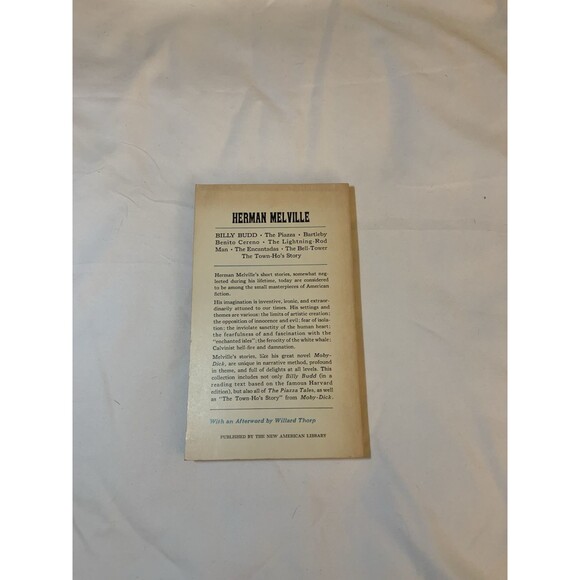 HERMAN MELVILLE
BILLY BUDD • The Piazza • Bartleby
Benito Cereno • The Lightning-Rod
Man • The Encantadas • The Bell-Tower
The Town-Ho's Story
Herman Melville's short stories, somewhat neg-
lected during his lifetime, today are considered
to be among the small masterpieces of American
fiction.
His imagination is inventive, ironic, and extraor-
dinarily attuned to our times. His settings and
themes are various: the limits of artistic creation;
the opposition of innocence and evil; fear of isola-
tion; the inviolate sanctity of the human heart;
the fearfulness of and fascination with the
"enchanted isles"; the ferocity of the white whale;
Calvinist hell fire and damnation.
Melville's stories, like his great novel Moby-
Dick, are unique in narrative method, profound
in theme, and full of delights at all levels. This
collection includes not only Billy Budd (in a
reading text based on the famous Harvard
edition), but also all of The Piazza Tales, as well
as "The Town-Ho's Story" from Moby-Dick.
With an Afterword by Willard Thorp
PUBLISHED BY THE NEW AMERICAN LIBRARY